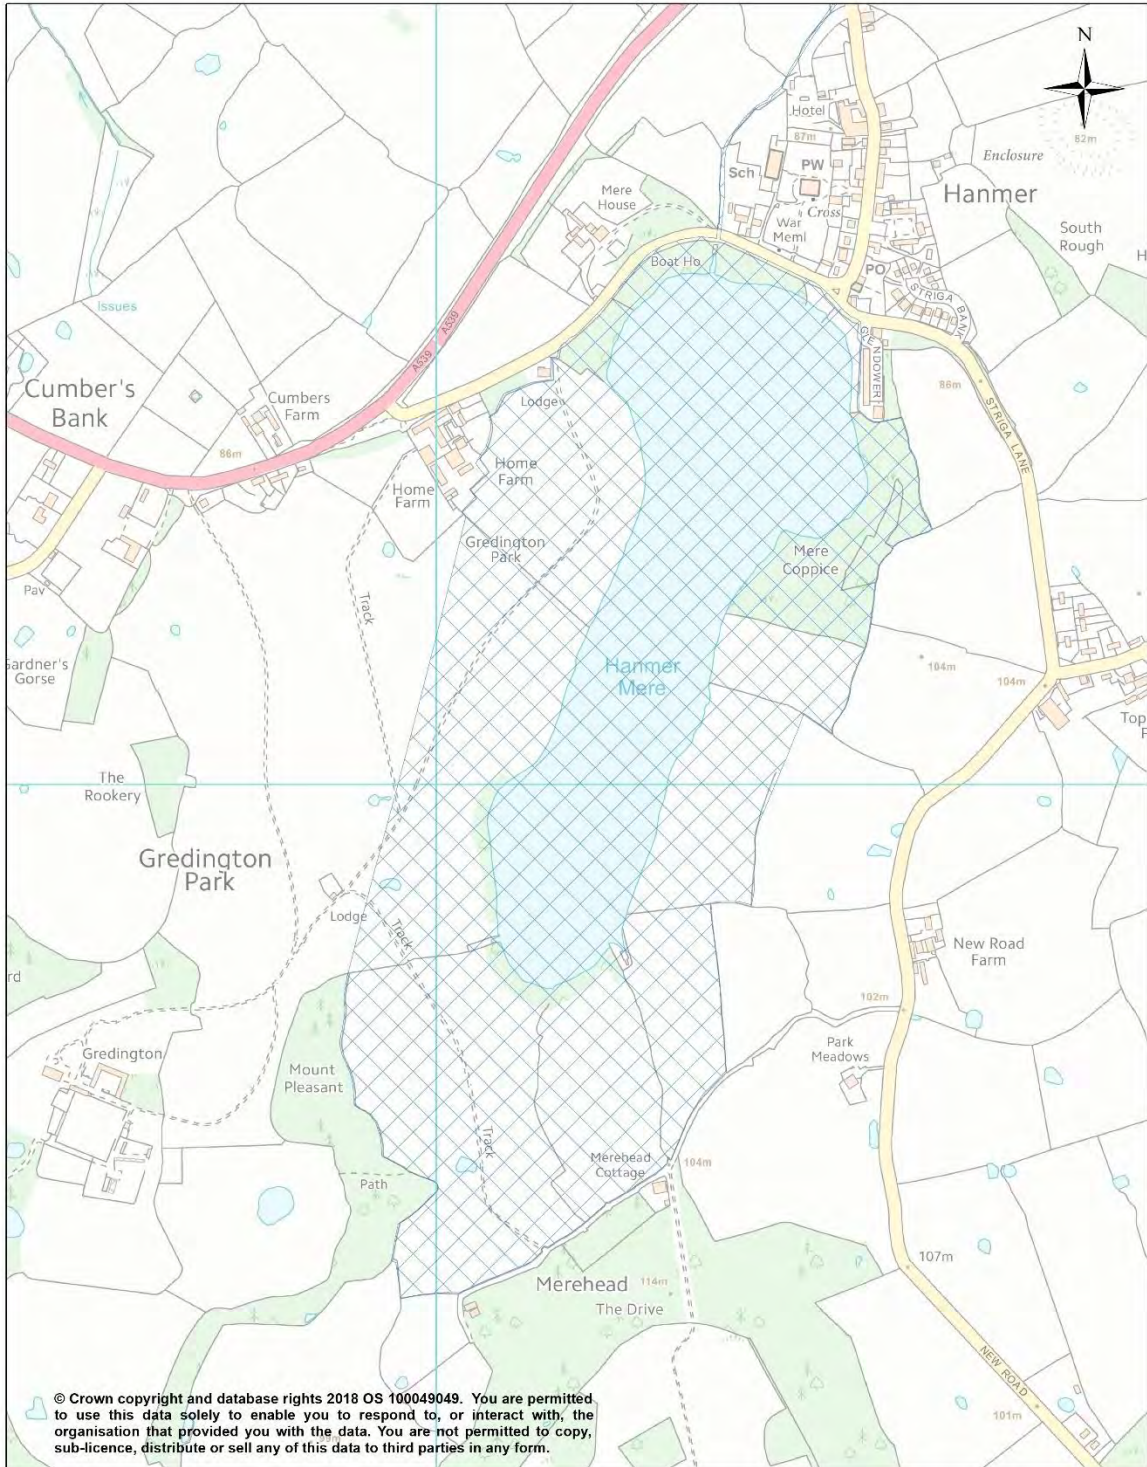 N
Hotel
87m
82m
PW
Enclosure
Sch
Mere
House
Cross
Hanmer
War
Meml
South
Rough
H
Boat Ho
PO
STRIGA BANK
Issues
A539
A539
GLENDOWER
Cumber's
Bank
Cumbers
Farm
Lodge
86m
STRIGA LANE
86m
Home
Farm
Home
Farm
Gredington
Park
Mere
Coppice
Pav
Track
Gardner's
Gorse
Hanmer
Mere
104m
104m
Top
F
The
Rookery
Gredington
Park
Lodge
Track
New Road
Farm
rd
102m
Gredington
Park
Meadows
Mount
Pleasant
Track
Merehead
Cottage
104m
Path
107m
Merehead
114m
The Drive
NEW ROAD
101m
© Crown copyright and database rights 2018 OS 100049049. You are permitted
to use this data solely to enable you to respond to, or interact with, the
organisation that provided you with the data. You are not permitted to copy,
sub-licence, distribute or sell any of this data to third parties in any form.